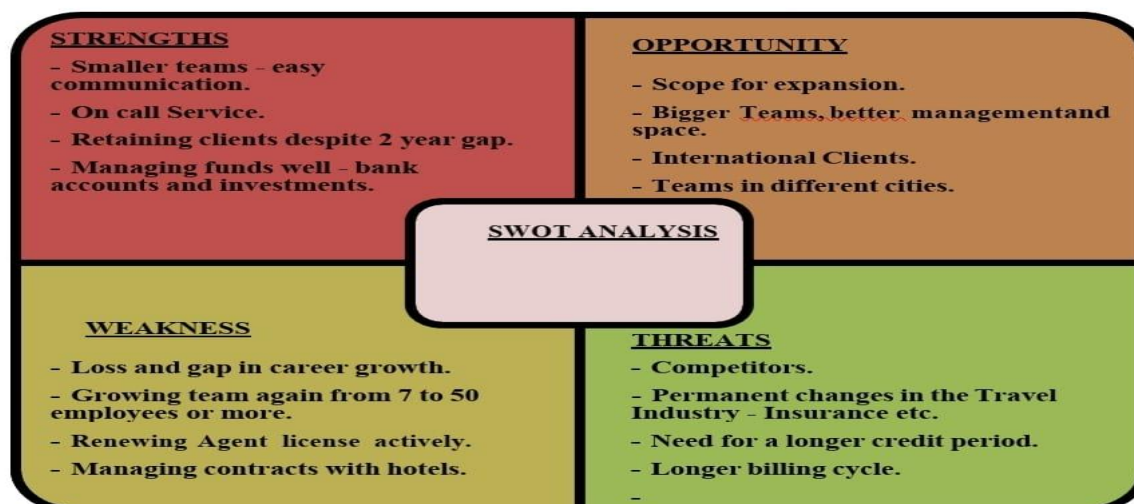 STRENGTHS
- Smaller teams - easy
communication.
- On call Service.
- Retaining clients despite 2 year gap.
- Managing funds well - bank
accounts and investments.
OPPORTUNITY
- Scope for expansion.
- Bigger Teams, better managementand
space.
- International Clients.
- Teams in different cities.
SWOT ANALYSIS
WEAKNESS
- Loss and gap in career growth.
- Growing team again from 7 to 50
employees or more.
- Renewing Agent license actively.
- Managing contracts with hotels.
THREATS
- Competitors.
- Permanent changes in the Travel
Industry - Insurance etc.
- Need for a longer credit period.
- Longer billing cycle.
-